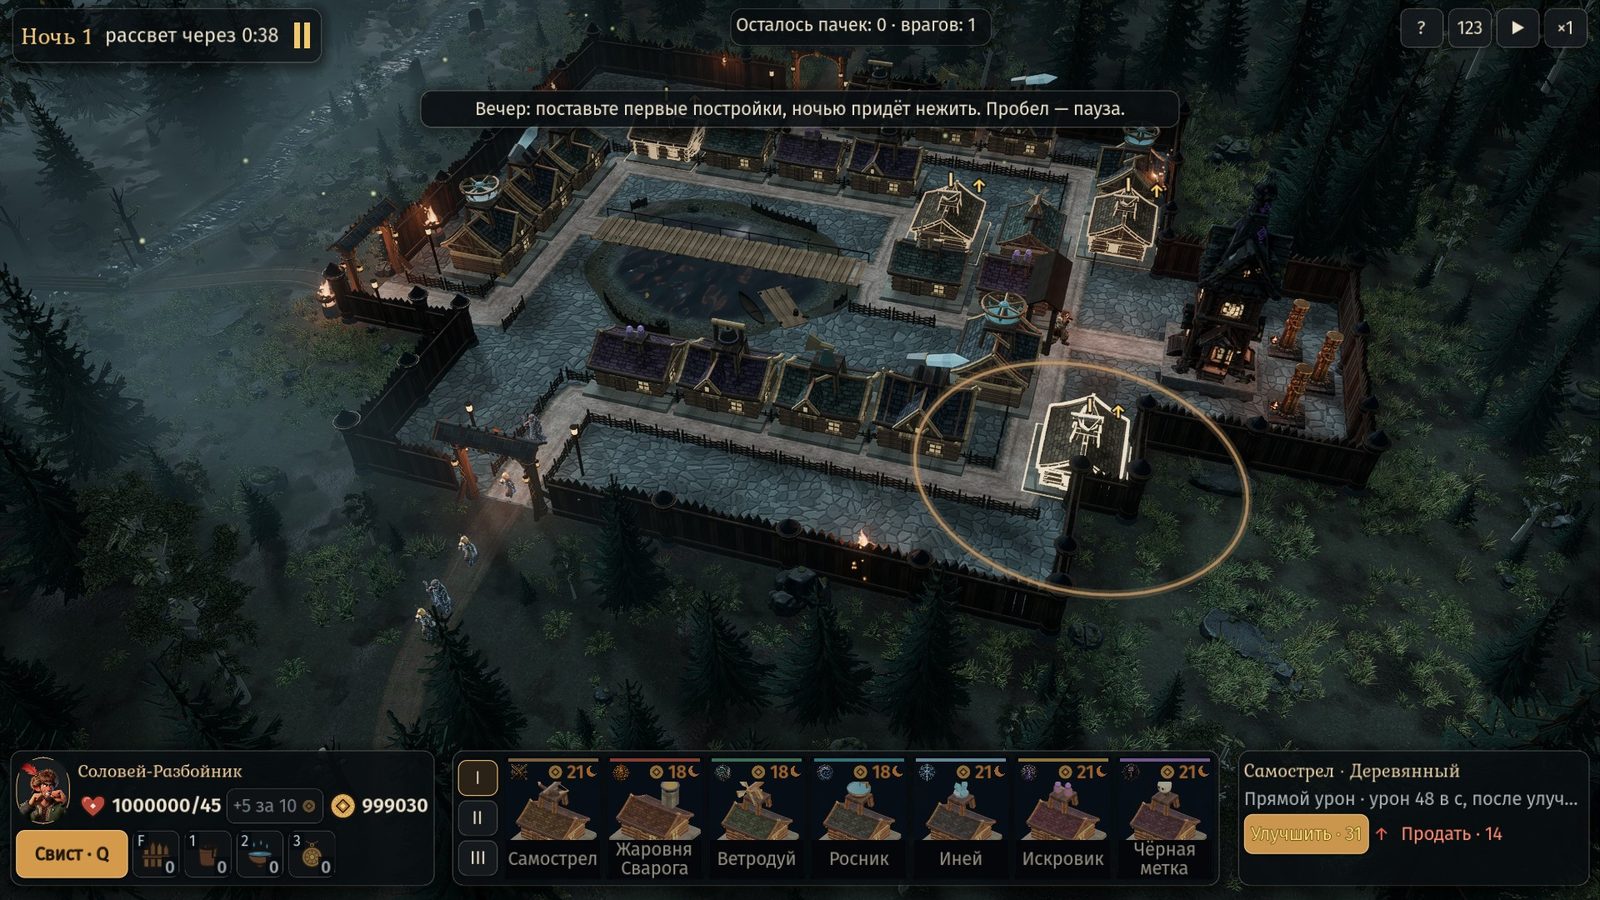 Ночь 1 рассвет через 0:38
Осталось пачек: 0 · врагов: 1
? 123 ×1
Вечер: поставьте первые постройки, ночью придёт нежить. Пробел — пауза.
Соловей-Разбойник
1000000/45 +5 за 10 999030
Свист · Q
F 0
1 0
2 0
3 0
I
II
III
21
Самострел
18
Жаровня
Сварога
18
Ветродуй
18
Росник
21
Иней
21
Искровик
21
Чёрная
метка
Самострел · Деревянный
Прямой урон · урон 48 в с, после улуч...
Улучшить · 31 ↑ Продать · 14